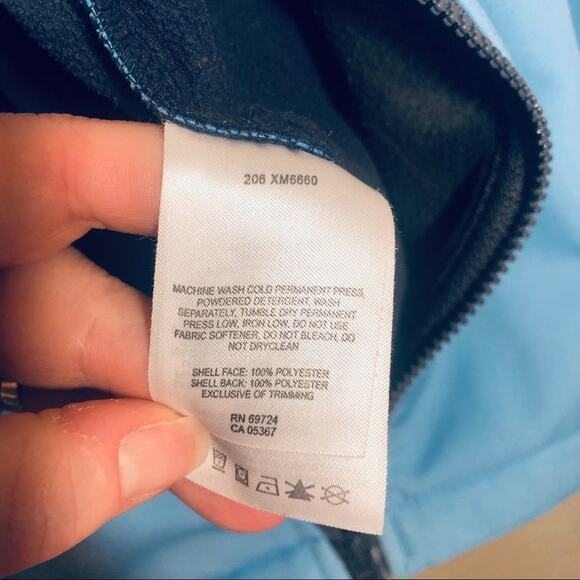 206 XM6660
MACHINE WASH COLD PERMANENT PRESS,
POWDERED DETERGENT, WASH
SEPARATELY, TUMBLE DRY PERMANENT
PRESS LOW, IRON LOW, DO NOT USE
FABRIC SOFTENER, DO NOT BLEACH, DO
NOT DRYCLEAN
SHELL FACE: 100% POLYESTER
SHELL BACK: 100% POLYESTER
EXCLUSIVE OF TRIMMING
RN 69724
CA 05367